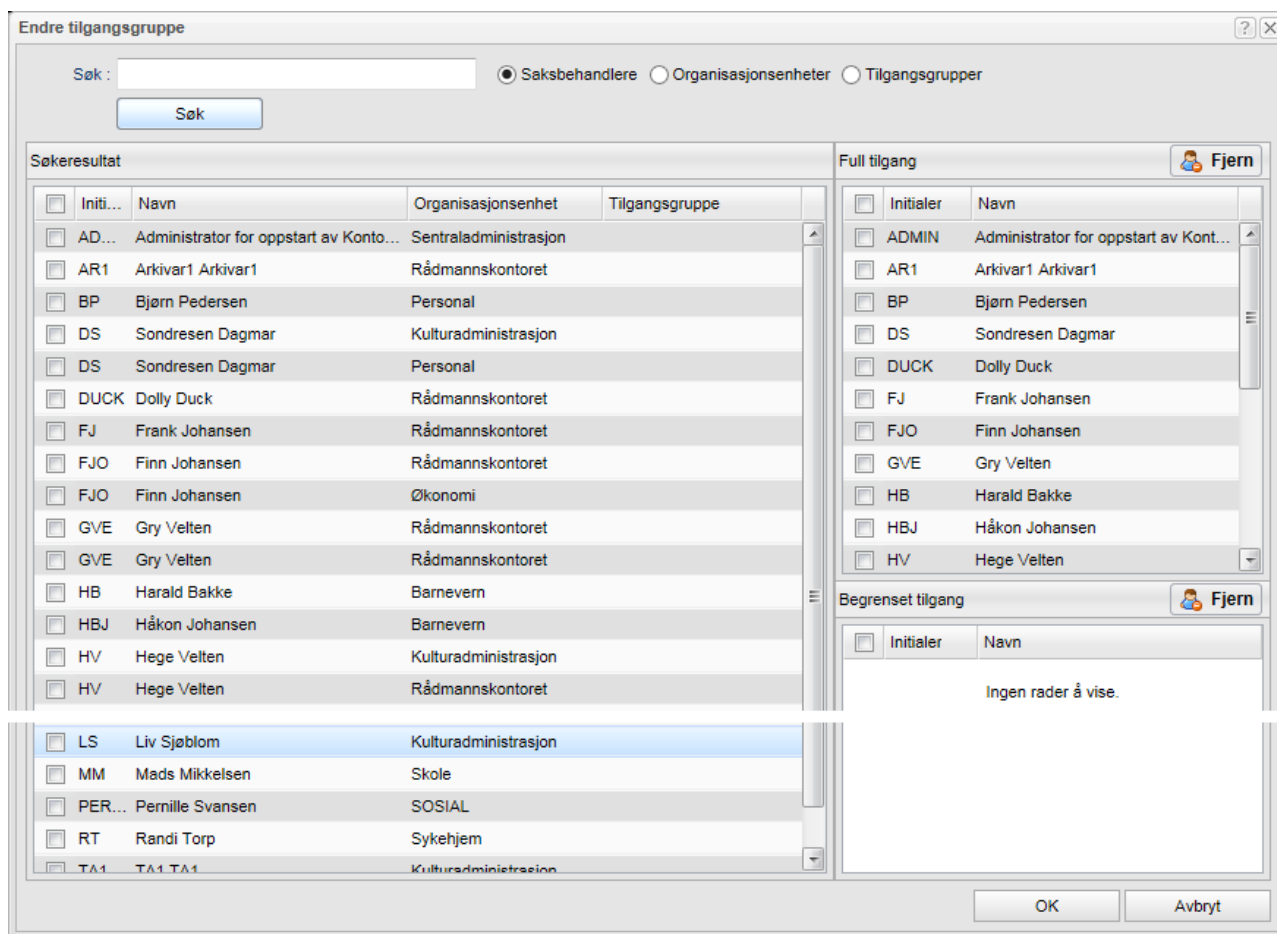 Endre tilgangsgruppe
Søk :
Saksbehandlere Organisasjonsenheter Tilgangsgrupper
Søk
Søkeresultat
Initi... Navn Organisasjonsenhet Tilgangsgruppe
AD... Administrator for oppstart av Konto... Sentraladministrasjon
AR1 Arkivar1 Arkivar1 Rådmannskontoret
BP Bjørn Pedersen Personal
DS Sondresen Dagmar Kulturadministrasjon
DS Sondresen Dagmar Personal
DUCK Dolly Duck Rådmannskontoret
FJ Frank Johansen Rådmannskontoret
FJO Finn Johansen Rådmannskontoret
FJO Finn Johansen Økonomi
GVE Gry Velten Rådmannskontoret
GVE Gry Velten Rådmannskontoret
HB Harald Bakke Barnevern
HBJ Håkon Johansen Barnevern
HV Hege Velten Kulturadministrasjon
HV Hege Velten Rådmannskontoret
LS Liv Sjøblom Kulturadministrasjon
MM Mads Mikkelsen Skole
PER... Pernille Svansen SOSIAL
RT Randi Torp Sykehjem
TA1 TA1 TA1 Kulturadministrasjon
Full tilgang Fjern
Initialer Navn
ADMIN Administrator for oppstart av Kont...
AR1 Arkivar1 Arkivar1
BP Bjørn Pedersen
DS Sondresen Dagmar
DUCK Dolly Duck
FJ Frank Johansen
FJO Finn Johansen
GVE Gry Velten
HB Harald Bakke
HBJ Håkon Johansen
HV Hege Velten
Begrenset tilgang Fjern
Initialer Navn
Ingen rader å vise.
OK Avbryt